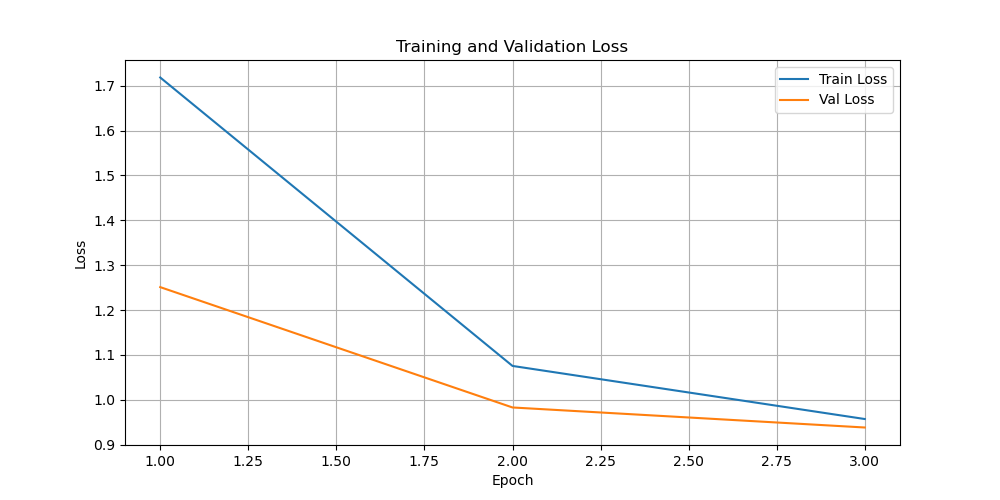 Training and Validation Loss
Train Loss
Val Loss
1.7
1.6
1.5
1.4
1.3
1.2
1.1
1.0
0.9
Loss
1.00 1.25 1.50 1.75 2.00 2.25 2.50 2.75 3.00
Epoch